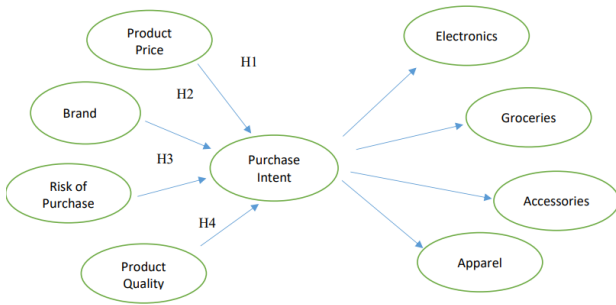 Product
Price
H1
Electronics
H2
Brand
Groceries
H3
Purchase
Intent
Risk of
Purchase
Accessories
H4
Product
Quality
Apparel